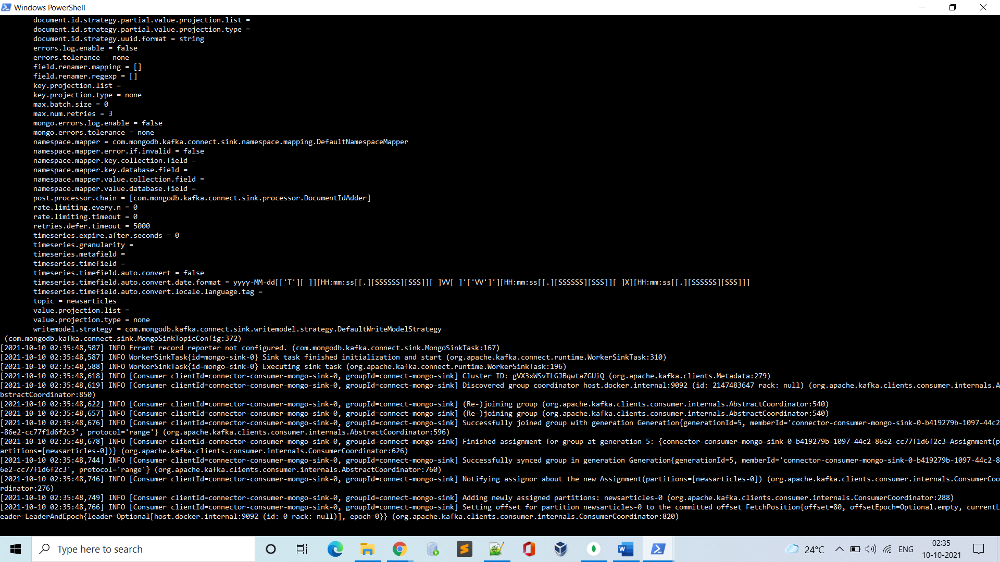 Windows PowerShell
document.id.strategy.partial.value.projection.list =
document.id.strategy.partial.value.projection.type =
document.id.strategy.uuid.format = string
errors.log.enable = false
errors.tolerance = none
field.renamer.mapping = []
field.renamer.regexp = []
key.projection.list =
key.projection.type = none
max.batch.size = 0
max.num.retries = 3
mongo.errors.log.enable = false
mongo.errors.tolerance = none
namespace.mapper = com.mongodb.kafka.connect.sink.namespace.mapping.DefaultNamespaceMapper
namespace.mapper.error.if.invalid = false
namespace.mapper.key.collection.field =
namespace.mapper.key.database.field =
namespace.mapper.value.collection.field =
namespace.mapper.value.database.field =
post.processor.chain = [com.mongodb.kafka.connect.sink.processor.DocumentIdAdder]
rate.limiting.every.n = 0
rate.limiting.timeout = 0
retries.defer.timeout = 5000
timeseries.expire.after.seconds = 0
timeseries.granularity =
timeseries.metafield =
timeseries.timefield =
timeseries.timefield.auto.convert = false
timeseries.timefield.auto.convert.date.format = yyyy-MM-dd[['T'][ ]][HH:mm:ss[[.][SSSSSS][SSS]][ ]VV[ ]'['VV']'][HH:mm:ss[[.][SSSSSS][SSS]][ ]X][HH:mm:ss[[.][SSSSSS][SSS]]]
timeseries.timefield.auto.convert.locale.language.tag =
topic = newsarticles
value.projection.list =
value.projection.type = none
writemodel.strategy = com.mongodb.kafka.connect.sink.writemodel.strategy.DefaultWriteModelStrategy
(com.mongodb.kafka.connect.sink.MongoSinkTopicConfig:372)
[2021-10-10 02:35:48,587] INFO Errant record reporter not configured. (com.mongodb.kafka.connect.sink.MongoSinkTask:167)
[2021-10-10 02:35:48,587] INFO WorkerSinkTask{id=mongo-sink-0} Sink task finished initialization and start (org.apache.kafka.connect.runtime.WorkerSinkTask:310)
[2021-10-10 02:35:48,588] INFO WorkerSinkTask{id=mongo-sink-0} Executing sink task (org.apache.kafka.connect.runtime.WorkerSinkTask:196)
[2021-10-10 02:35:48,618] INFO [Consumer clientId=connector-consumer-mongo-sink-0, groupId=connect-mongo-sink] Cluster ID: gVX3xWSvTLGJBqwtaZGUiQ (org.apache.kafka.clients.Metadata:279)
[2021-10-10 02:35:48,619] INFO [Consumer clientId=connector-consumer-mongo-sink-0, groupId=connect-mongo-sink] Discovered group coordinator host.docker.internal:9092 (id: 2147483647 rack: null) (org.apache.kafka.clients.consumer.internals.A
bstractCoordinator:850)
[2021-10-10 02:35:48,622] INFO [Consumer clientId=connector-consumer-mongo-sink-0, groupId=connect-mongo-sink] (Re-)joining group (org.apache.kafka.clients.consumer.internals.AbstractCoordinator:540)
[2021-10-10 02:35:48,657] INFO [Consumer clientId=connector-consumer-mongo-sink-0, groupId=connect-mongo-sink] (Re-)joining group (org.apache.kafka.clients.consumer.internals.AbstractCoordinator:540)
[2021-10-10 02:35:48,676] INFO [Consumer clientId=connector-consumer-mongo-sink-0, groupId=connect-mongo-sink] Successfully joined group with generation Generation{generationId=5, memberId='connector-consumer-mongo-sink-0-b419279b-1097-44c2
-86e2-cc77f1d6f2c3', protocol='range'} (org.apache.kafka.clients.consumer.internals.AbstractCoordinator:596)
[2021-10-10 02:35:48,678] INFO [Consumer clientId=connector-consumer-mongo-sink-0, groupId=connect-mongo-sink] Finished assignment for group at generation 5: {connector-consumer-mongo-sink-0-b419279b-1097-44c2-86e2-cc77f1d6f2c3=Assignment(p
artitions=[newsarticles-0])} (org.apache.kafka.clients.consumer.internals.ConsumerCoordinator:626)
[2021-10-10 02:35:48,744] INFO [Consumer clientId=connector-consumer-mongo-sink-0, groupId=connect-mongo-sink] Successfully synced group in generation Generation{generationId=5, memberId='connector-consumer-mongo-sink-0-b419279b-1097-44c2-8
6e2-cc77f1d6f2c3', protocol='range'} (org.apache.kafka.clients.consumer.internals.AbstractCoordinator:760)
[2021-10-10 02:35:48,746] INFO [Consumer clientId=connector-consumer-mongo-sink-0, groupId=connect-mongo-sink] Notifying assignor about the new Assignment(partitions=[newsarticles-0]) (org.apache.kafka.clients.consumer.internals.ConsumerCoo
rdinator:276)
[2021-10-10 02:35:48,749] INFO [Consumer clientId=connector-consumer-mongo-sink-0, groupId=connect-mongo-sink] Adding newly assigned partitions: newsarticles-0 (org.apache.kafka.clients.consumer.internals.ConsumerCoordinator:288)
[2021-10-10 02:35:48,766] INFO [Consumer clientId=connector-consumer-mongo-sink-0, groupId=connect-mongo-sink] Setting offset for partition newsarticles-0 to the committed offset FetchPosition{offset=80, offsetEpoch=Optional.empty, currentL
eader=LeaderAndEpoch{leader=Optional[host.docker.internal:9092 (id: 0 rack: null)], epoch=0}} (org.apache.kafka.clients.consumer.internals.ConsumerCoordinator:820)
Type here to search
24°C
ENG
02:35
10-10-2021